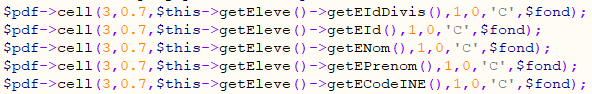 $pdf->cell(3,0.7,$this->getEleve()->getEIdDivis(),1,0,'C',$fond);
$pdf->cell(3,0.7,$this->getEleve()->getEId(),1,0,'C',$fond);
$pdf->cell(3,0.7,$this->getEleve()->getENom(),1,0,'C',$fond);
$pdf->cell(3,0.7,$this->getEleve()->getEPrenom(),1,0,'C',$fond);
$pdf->cell(3,0.7,$this->getEleve()->getECodeINE(),1,0,'C',$fond);